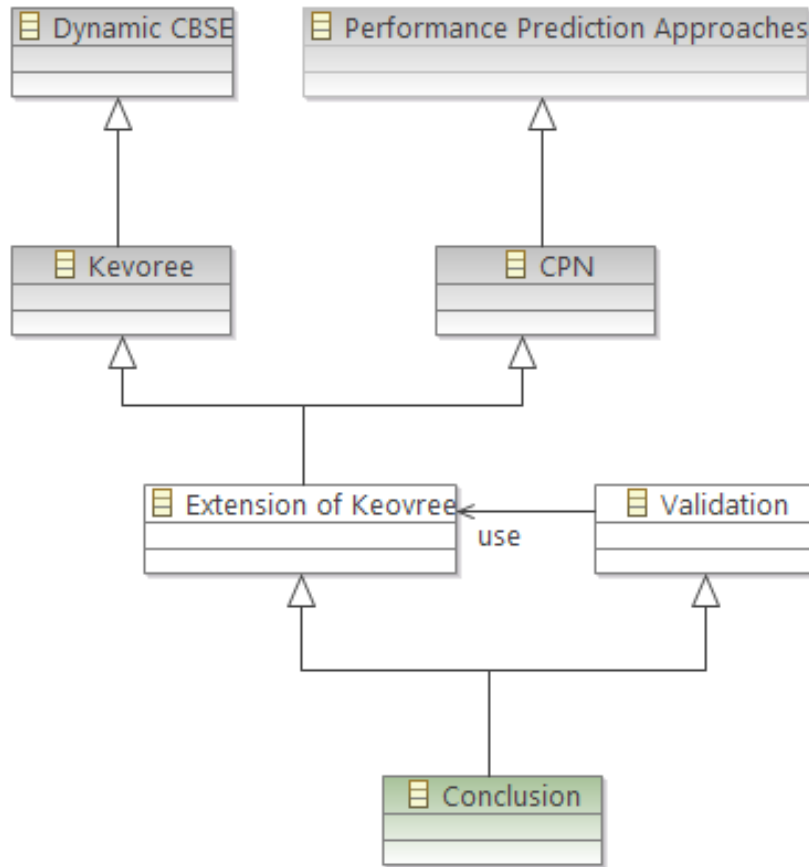 Dynamic CBSE
Performance Prediction Approaches
Kevoree
CPN
Extension of Keovree
Validation
use
Conclusion